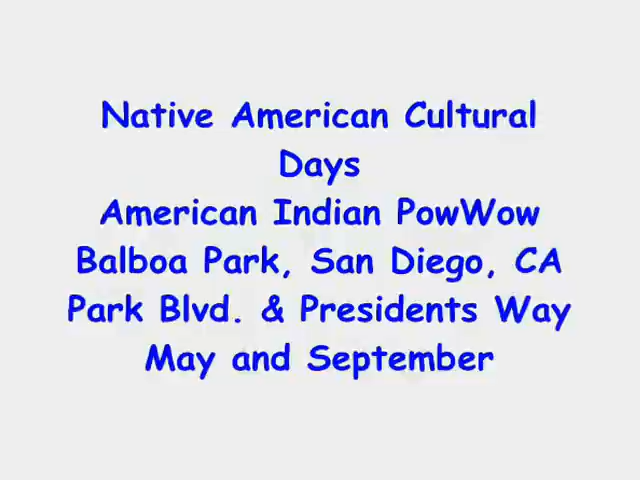 Native American Cultural
Days
American Indian PowWow
Balboa Park, San Diego, CA
Park Blvd. & Presidents Way
May and September